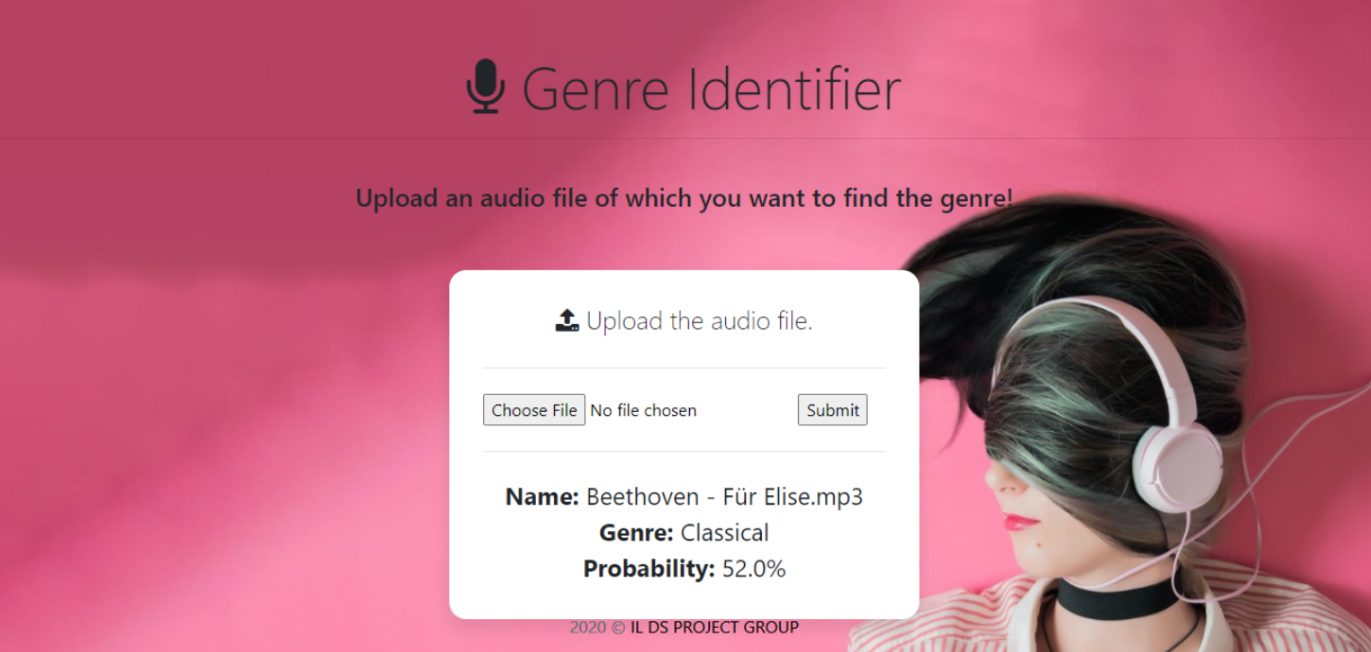 Genre Identifier
Upload an audio file of which you want to find the genre!
Upload the audio file.
Choose File No file chosen Submit
Name: Beethoven - Für Elise.mp3
Genre: Classical
Probability: 52.0%
2020 © IL DS PROJECT GROUP